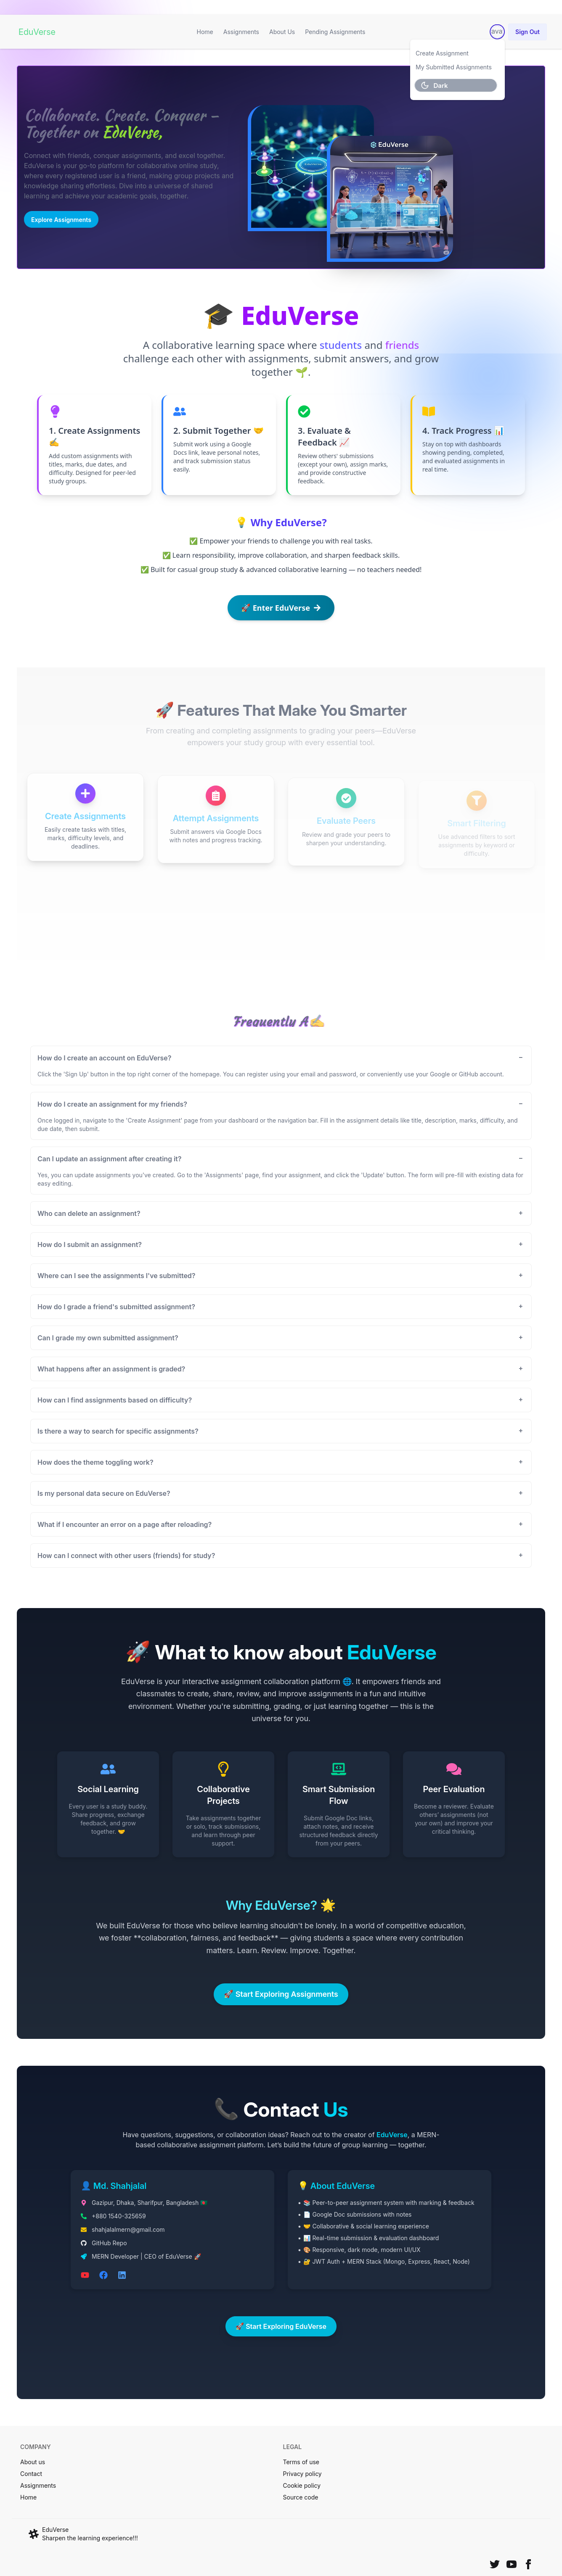 EduVerse
Home
Assignments
About Us
Pending Assignments
Sign Out
Create Assignment
My Submitted Assignments
Dark
Collaborate. Create. Conquer –
Together on EduVerse,
Connect with friends, conquer assignments, and excel together.
EduVerse is your go-to platform for collaborative online study,
where every registered user is a friend, making group projects and
knowledge sharing effortless. Dive into a universe of shared
learning and achieve your academic goals, together.
Explore Assignments
EduVerse
🎓 EduVerse
A collaborative learning space where students and friends
challenge each other with assignments, submit answers, and grow
together 🌱.
1. Create Assignments
✍️
Add custom assignments with
titles, marks, due dates, and
difficulty. Designed for peer-led
study groups.
2. Submit Together 🤝
Submit work using a Google
Docs link, leave personal notes,
and track submission status
easily.
3. Evaluate &
Feedback 📈
Review others' submissions
(except your own), assign marks,
and provide constructive
feedback.
4. Track Progress 📊
Stay on top with dashboards
showing pending, completed,
and evaluated assignments in
real time.
💡 Why EduVerse?
✅ Empower your friends to challenge you with real tasks.
✅ Learn responsibility, improve collaboration, and sharpen feedback skills.
✅ Built for casual group study & advanced collaborative learning — no teachers needed!
🚀 Enter EduVerse →
🚀 Features That Make You Smarter
From creating and completing assignments to grading your peers—EduVerse
empowers your study group with every essential tool.
Create Assignments
Easily create tasks with titles,
marks, difficulty levels, and
deadlines.
Attempt Assignments
Submit answers via Google Docs
with notes and progress tracking.
Evaluate Peers
Review and grade your peers to
sharpen your understanding.
Smart Filtering
Use advanced filters to sort
assignments by keyword or
difficulty.
Frequently A✍️
How do I create an account on EduVerse? −
Click the 'Sign Up' button in the top right corner of the homepage. You can register using your email and password, or conveniently use your Google or GitHub account.
How do I create an assignment for my friends? −
Once logged in, navigate to the 'Create Assignment' page from your dashboard or the navigation bar. Fill in the assignment details like title, description, marks, difficulty, and
due date, then submit.
Can I update an assignment after creating it? −
Yes, you can update assignments you've created. Go to the 'Assignments' page, find your assignment, and click the 'Update' button. The form will pre-fill with existing data for
easy editing.
Who can delete an assignment? +
How do I submit an assignment? +
Where can I see the assignments I've submitted? +
How do I grade a friend's submitted assignment? +
Can I grade my own submitted assignment? +
What happens after an assignment is graded? +
How can I find assignments based on difficulty? +
Is there a way to search for specific assignments? +
How does the theme toggling work? +
Is my personal data secure on EduVerse? +
What if I encounter an error on a page after reloading? +
How can I connect with other users (friends) for study? +
🚀 What to know about EduVerse
EduVerse is your interactive assignment collaboration platform 🌐. It empowers friends and
classmates to create, share, review, and improve assignments in a fun and intuitive
environment. Whether you're submitting, grading, or just learning together — this is the
universe for you.
Social Learning
Every user is a study buddy.
Share progress, exchange
feedback, and grow
together. 🤝
Collaborative
Projects
Take assignments together
or solo, track submissions,
and learn through peer
support.
Smart Submission
Flow
Submit Google Doc links,
attach notes, and receive
structured feedback directly
from your peers.
Peer Evaluation
Become a reviewer. Evaluate
others' assignments (not
your own) and improve your
critical thinking.
Why EduVerse? 🌟
We built EduVerse for those who believe learning shouldn't be lonely. In a world of competitive education,
we foster **collaboration, fairness, and feedback** — giving students a space where every contribution
matters. Learn. Review. Improve. Together.
🚀 Start Exploring Assignments
📞 Contact Us
Have questions, suggestions, or collaboration ideas? Reach out to the creator of EduVerse, a MERN-
based collaborative assignment platform. Let's build the future of group learning — together.
👤 Md. Shahjalal
Gazipur, Dhaka, Sharifpur, Bangladesh 🇧🇩
+880 1540-325659
shahjalalmern@gmail.com
GitHub Repo
MERN Developer | CEO of EduVerse 🚀
💡 About EduVerse
• 📚 Peer-to-peer assignment system with marking & feedback
• 📄 Google Doc submissions with notes
• 🤝 Collaborative & social learning experience
• 📊 Real-time submission & evaluation dashboard
• 🎨 Responsive, dark mode, modern UI/UX
• 🔐 JWT Auth + MERN Stack (Mongo, Express, React, Node)
🚀 Start Exploring EduVerse
COMPANY
About us
Contact
Assignments
Home
LEGAL
Terms of use
Privacy policy
Cookie policy
Source code
EduVerse
Sharpen the learning experience!!!